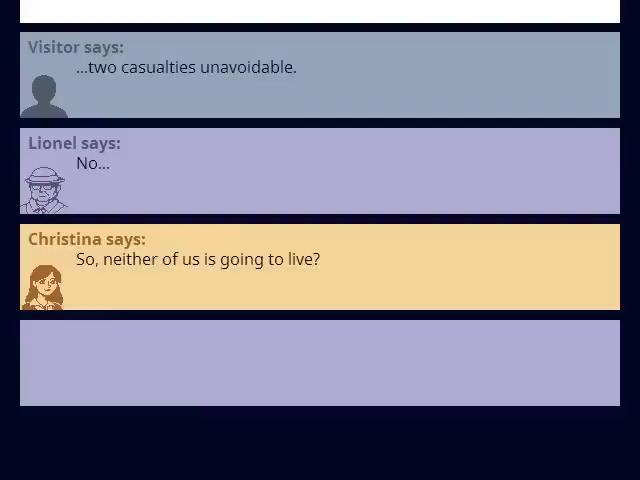 Visitor says:
...two casualties unavoidable.
Lionel says:
No...
Christina says:
So, neither of us is going to live?